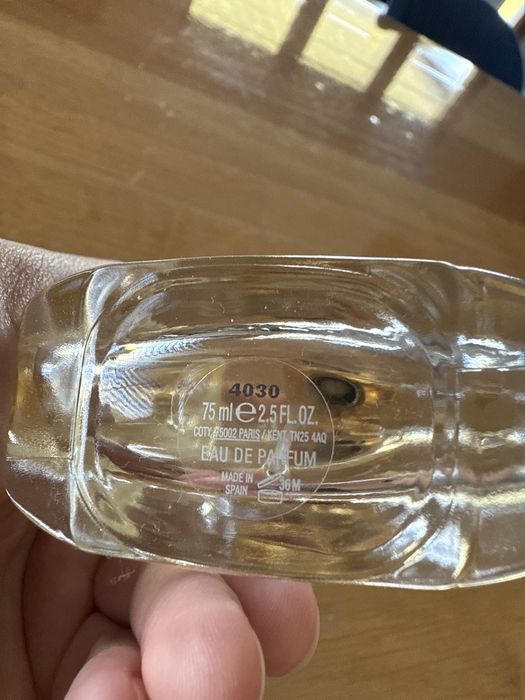 4030
75 ml ℮ 2.5 FL.OZ.
COTY, 75002 PARIS / KENT, TN25 4AQ
EAU DE PARFUM
MADE IN
SPAIN
36M